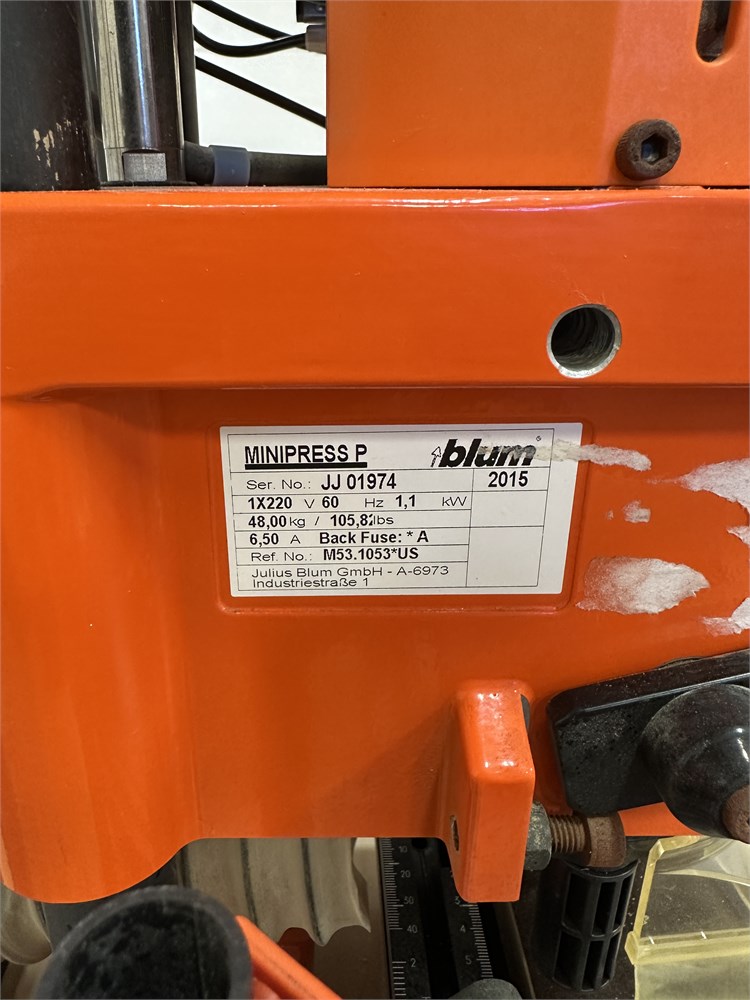 MINIPRESS P blum
Ser. No.: JJ 01974 2015
1X220 V 60 Hz 1,1 kW
48,00 kg / 105,82 lbs
6,50 A Back Fuse: * A
Ref. No.: M53.1053*US
Julius Blum GmbH - A-6973
Industriestraße 1